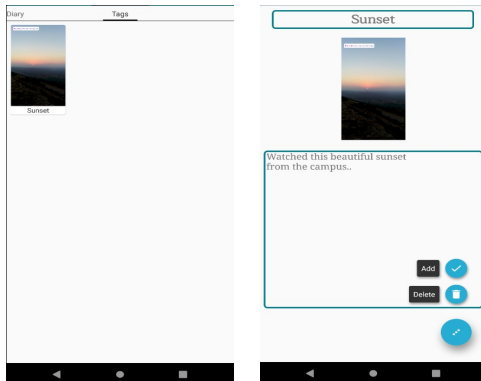 Diary Tags
Sunset
Sunset
Watched this beautiful sunset
from the campus..
Add
Delete